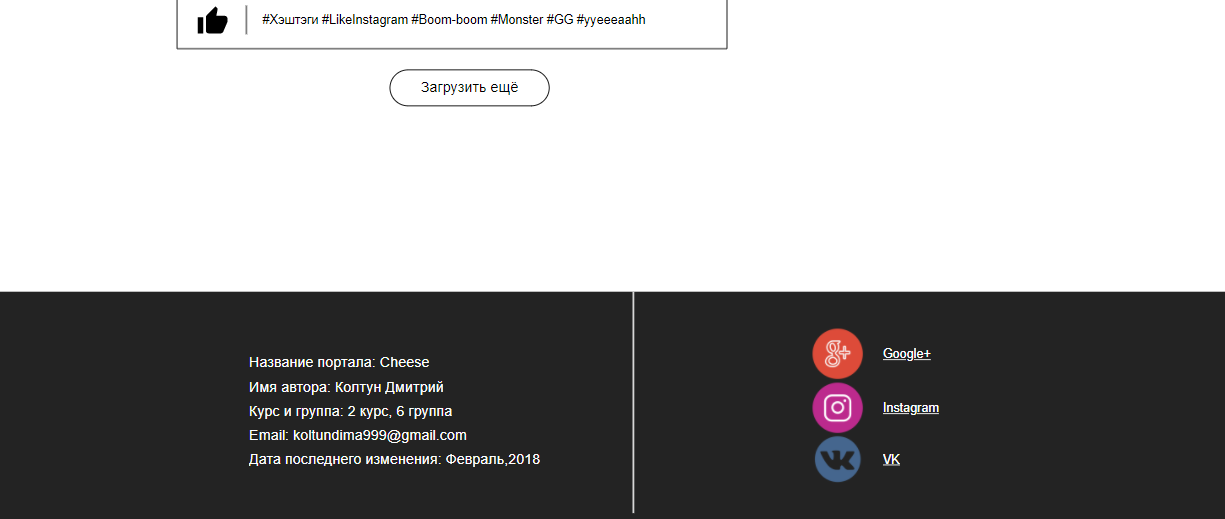 #Хэштэги #LikeInstagram #Boom-boom #Monster #GG #yyeeeaahh
Загрузить ещё
Название портала: Cheese
Имя автора: Колтун Дмитрий
Курс и группа: 2 курс, 6 группа
Email: koltundima999@gmail.com
Дата последнего изменения: Февраль,2018
Google+
Instagram
VK